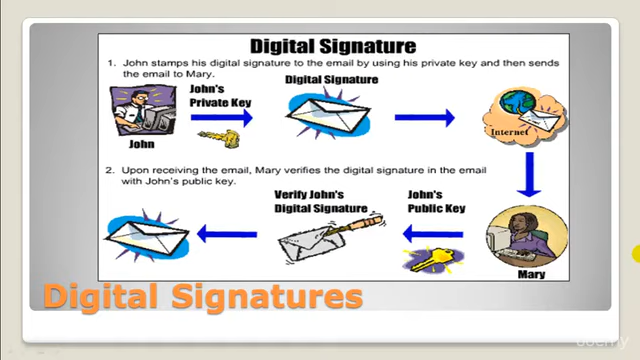 Digital Signature
1. John stamps his digital signature to the email by using his private key and then sends
the email to Mary.
John's
Private Key
Digital Signature
John
Internet
2. Upon receiving the email, Mary verifies the digital signature in the email
with John's public key.
Verify John's
Digital Signature
John's
Public Key
Mary
Digital Signatures
udemy